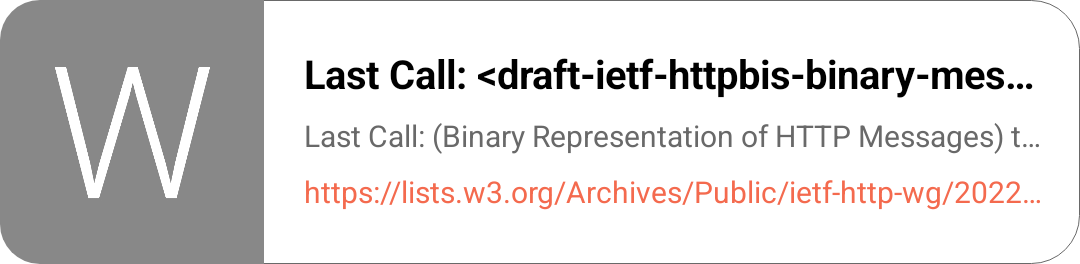 W
Last Call: <draft-ietf-httpbis-binary-mes...
Last Call: (Binary Representation of HTTP Messages) t...
https://lists.w3.org/Archives/Public/ietf-http-wg/2022...